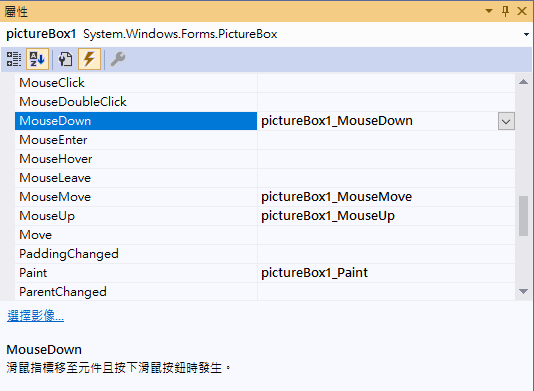 屬性
pictureBox1 System.Windows.Forms.PictureBox
MouseClick
MouseDoubleClick
MouseDown pictureBox1_MouseDown
MouseEnter
MouseHover
MouseLeave
MouseMove pictureBox1_MouseMove
MouseUp pictureBox1_MouseUp
Move
PaddingChanged
Paint pictureBox1_Paint
ParentChanged
選擇影像...
MouseDown
滑鼠指標移至元件且按下滑鼠按鈕時發生。